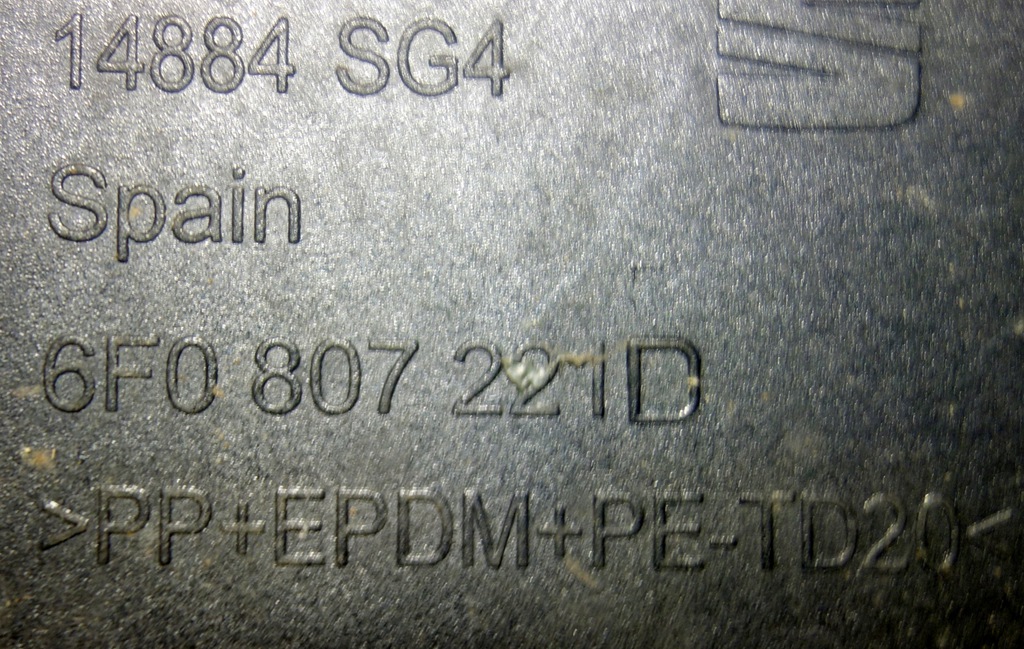 14884 SG4
Spain
6F0 807 221D
>PP+EPDM+PE-TD20<